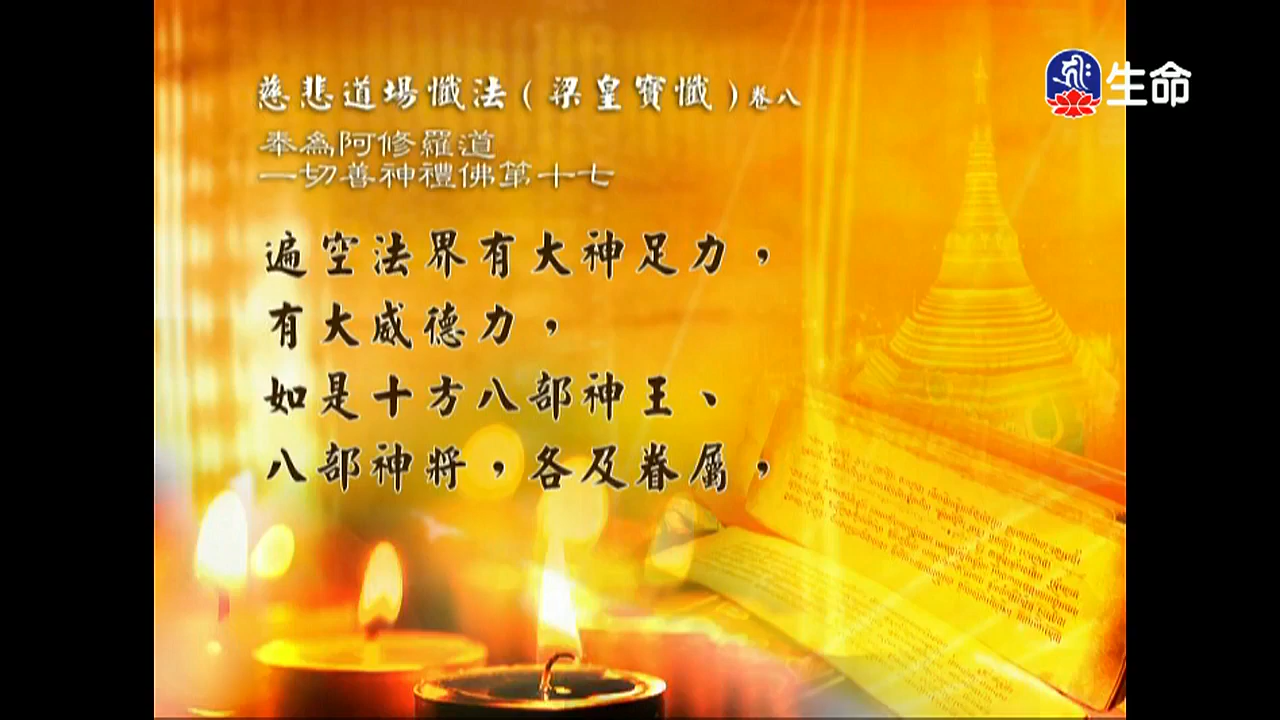 慈悲道場懺法(梁皇寶懺)卷八
生命
奉為阿修羅道
一切善神禮佛第十七
遍空法界有大神足力，
有大威德力，
如是十方八部神王、
八部神將，各及眷屬，